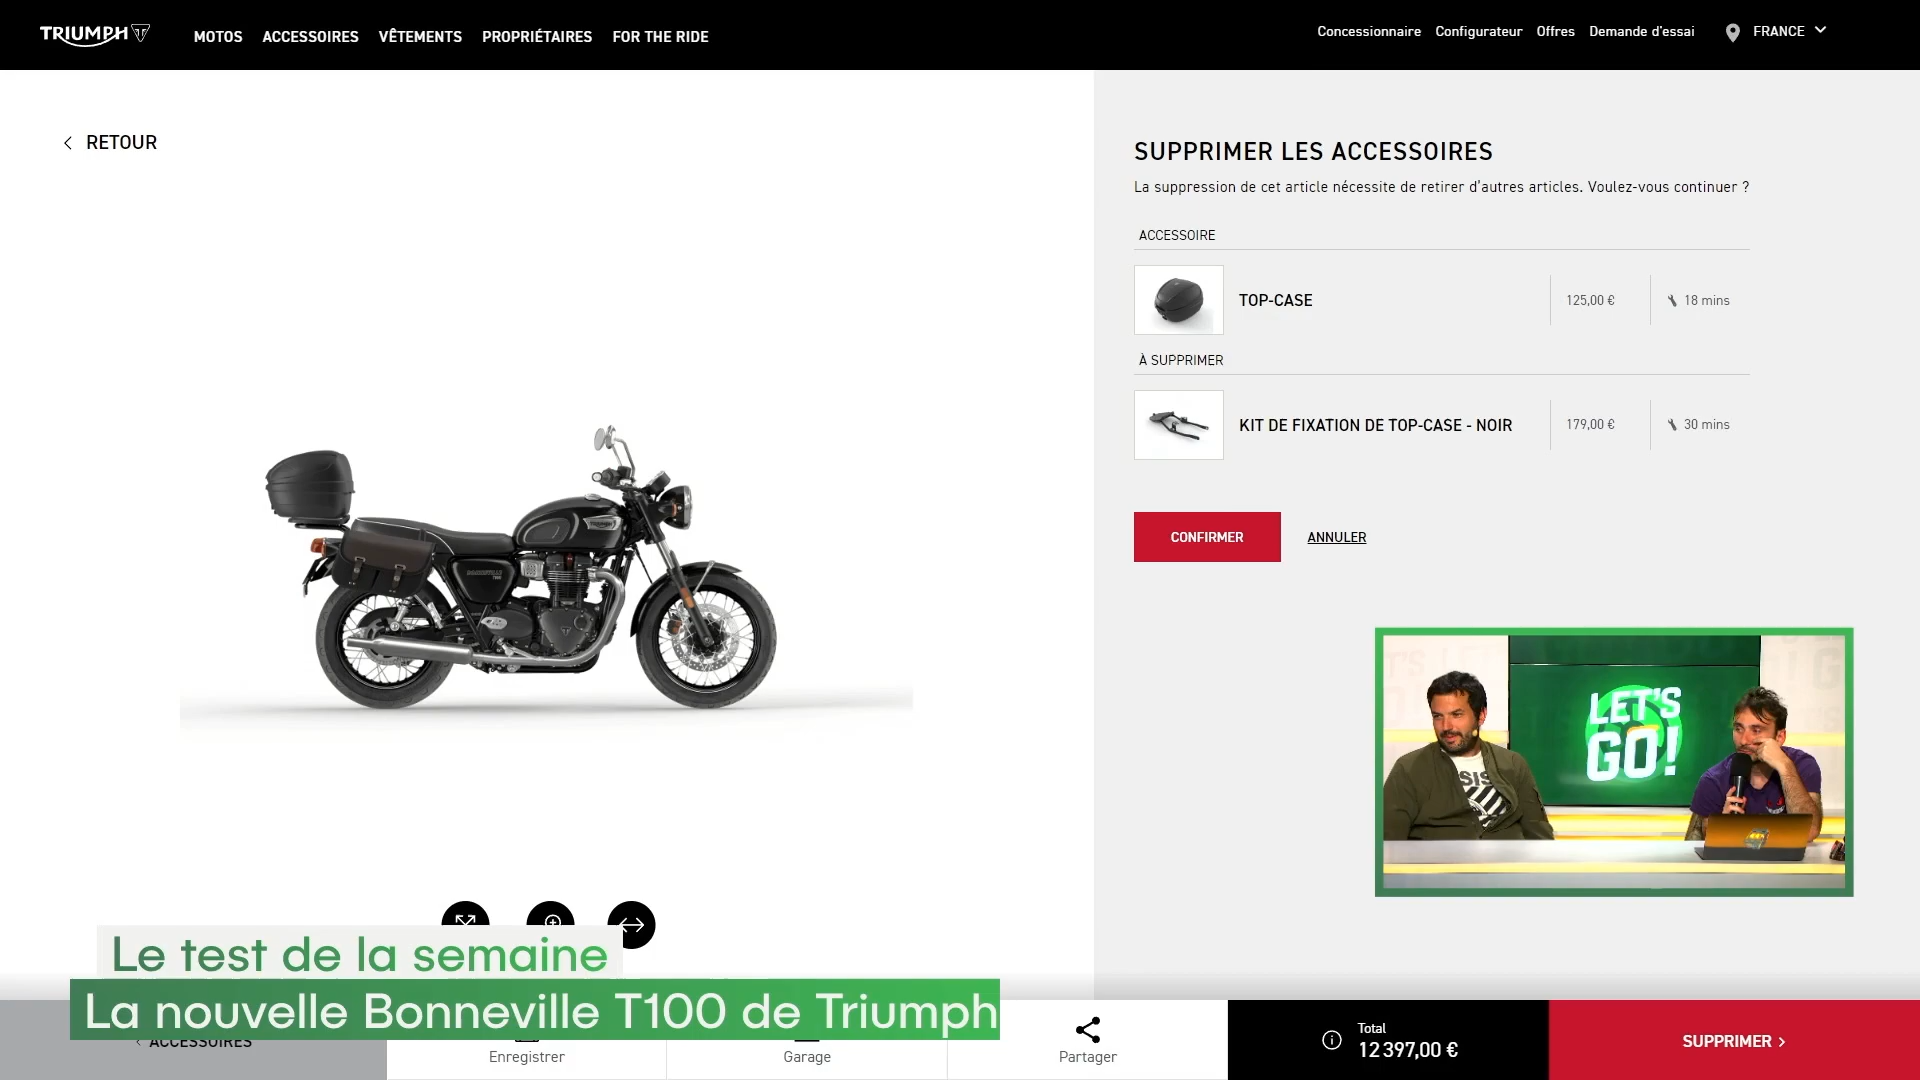 TRIUMPH
MOTOS ACCESSOIRES VÊTEMENTS PROPRIÉTAIRES FOR THE RIDE
Concessionnaire Configurateur Offres Demande d'essai FRANCE
RETOUR
SUPPRIMER LES ACCESSOIRES
La suppression de cet article nécessite de retirer d'autres articles. Voulez-vous continuer ?
ACCESSOIRE
TOP-CASE 125,00 € 18 mins
À SUPPRIMER
KIT DE FIXATION DE TOP-CASE - NOIR 179,00 € 30 mins
CONFIRMER ANNULER
LET'S
GO!
Le test de la semaine
La nouvelle Bonneville T100 de Triumph
ACCESSOIRES
Enregistrer
Garage
Partager
Total
12 397,00 €
SUPPRIMER